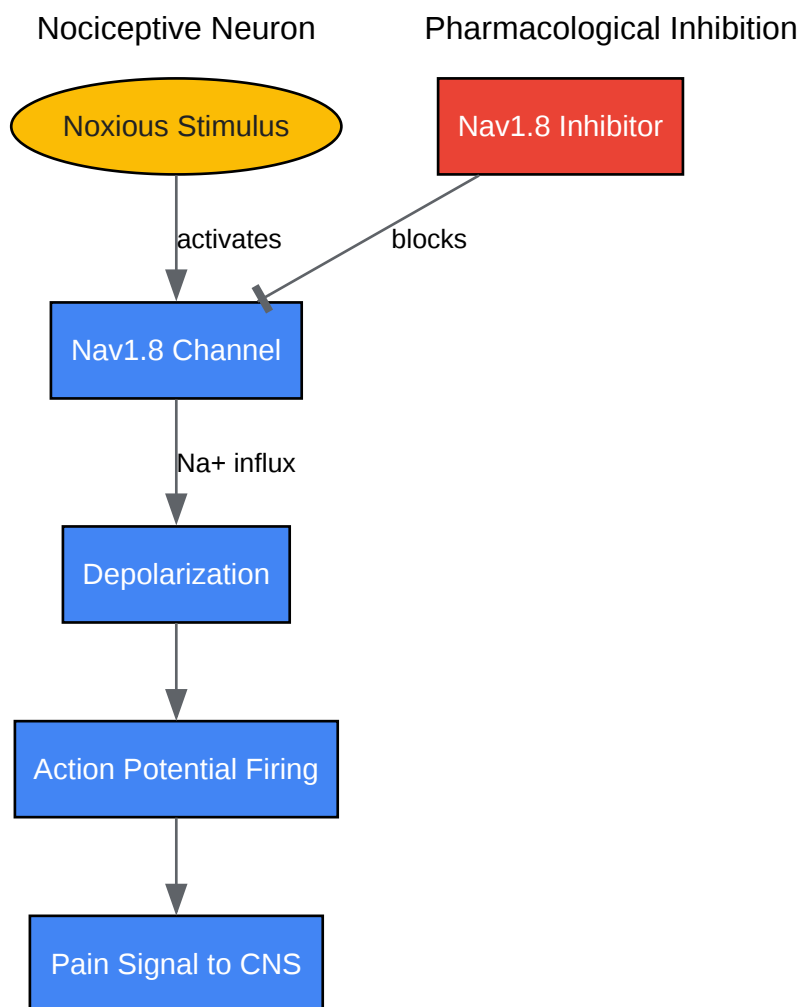 Nociceptive Neuron
Pharmacological Inhibition
Noxious Stimulus
Nav1.8 Inhibitor
activates
blocks
Nav1.8 Channel
Na+ influx
Depolarization
Action Potential Firing
Pain Signal to CNS